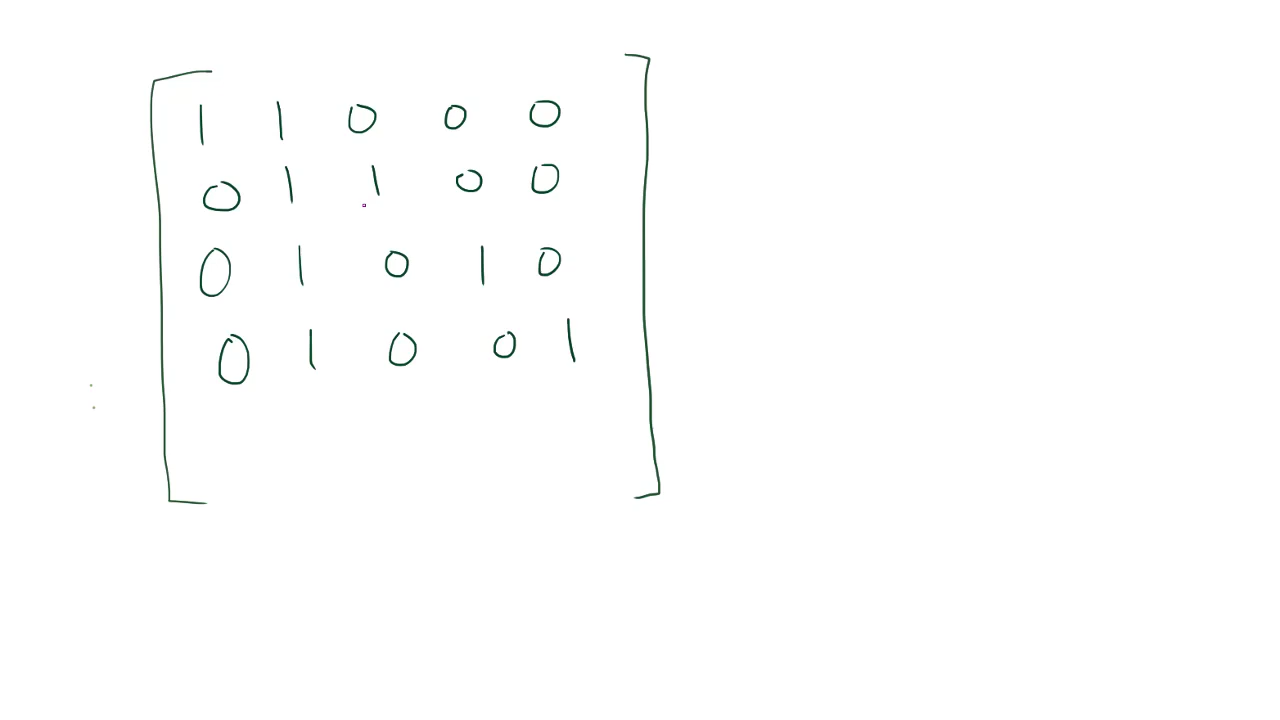 1 1 0 0 0
0 1 1 0 0
0 1 0 1 0
0 1 0 0 1